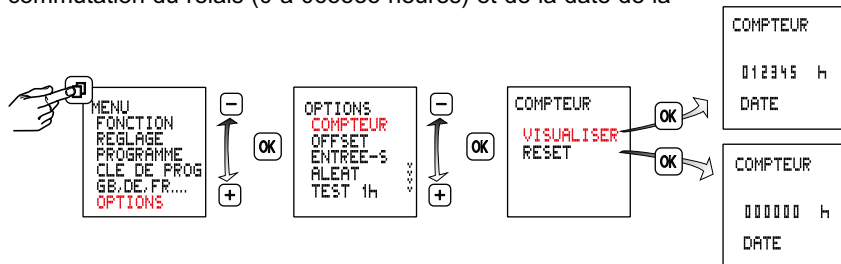 MENU
FONCTION
REGLAGE
PROGRAMME
CLE DE PROG
GB,DE,FR....
OPTIONS
−
+
OK
OPTIONS
COMPTEUR
OFFSET
ENTREE-S
ALEAT
TEST 1h
−
+
OK
COMPTEUR
VISUALISER
RESET
OK
OK
COMPTEUR
012345 h
DATE
COMPTEUR
000000 h
DATE